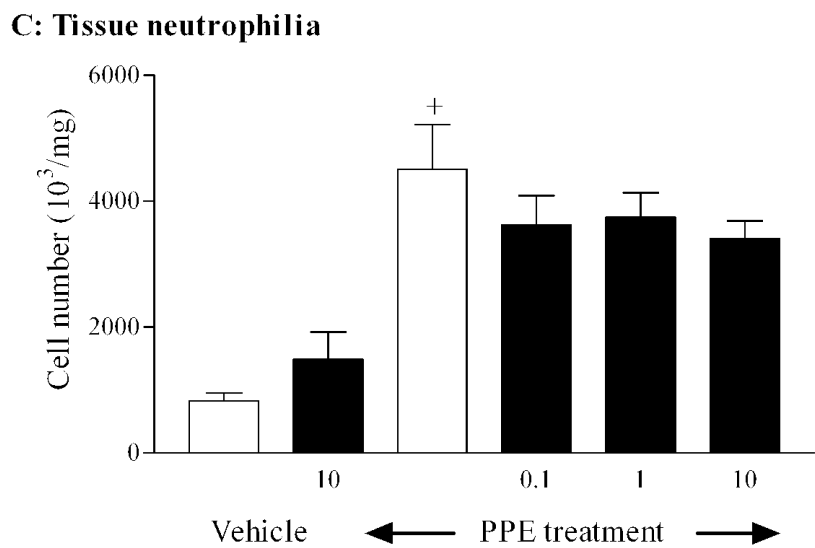 C: Tissue neutrophilia
6000
+
Cell number (10³/mg)
4000
2000
0
10 0.1 1 10
Vehicle PPE treatment